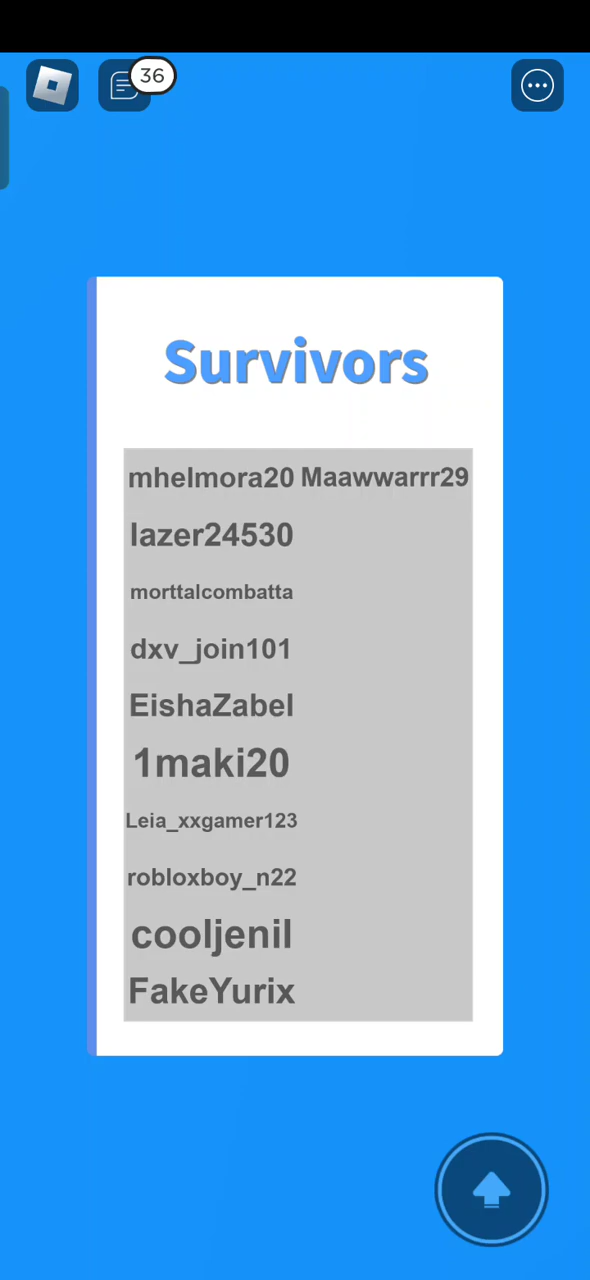 36
Survivors
mhelmora20 Maawwarrr29
lazer24530
morttalcombatta
dxv_join101
EishaZabel
1maki20
Leia_xxgamer123
robloxboy_n22
cooljenil
FakeYurix